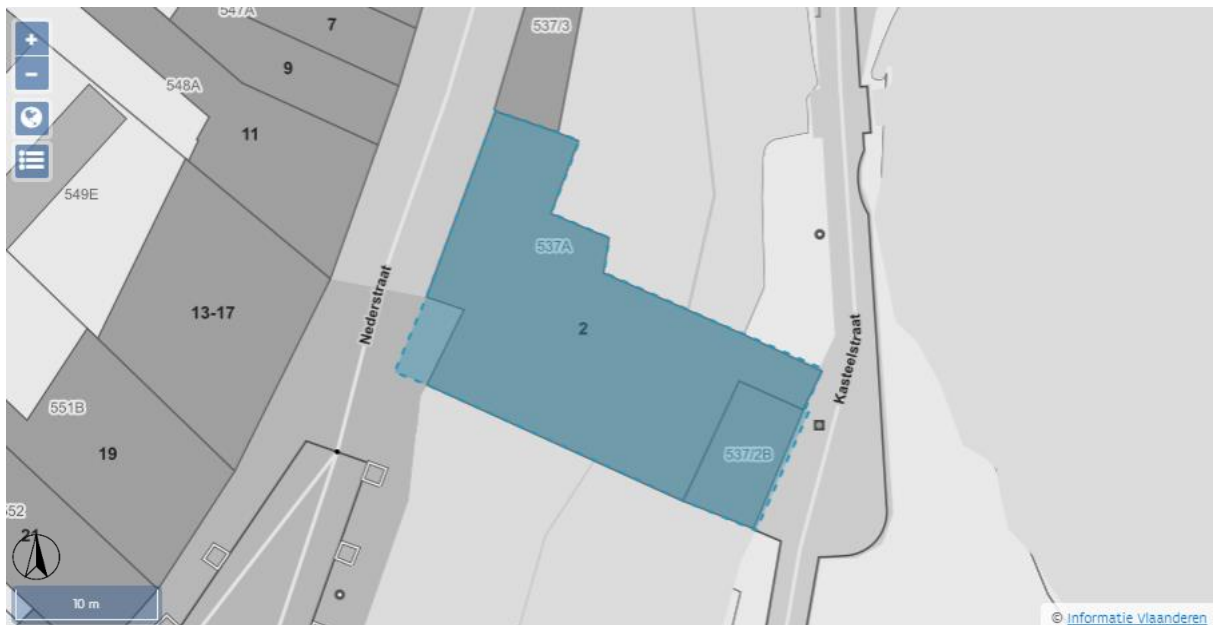 547A
7
537/3
+
9
−
548A
11
549E
537A
Nederstraat
13-17
2
Kasteelstraat
551B
19
537/2B
552
21
10 m
© Informatie Vlaanderen